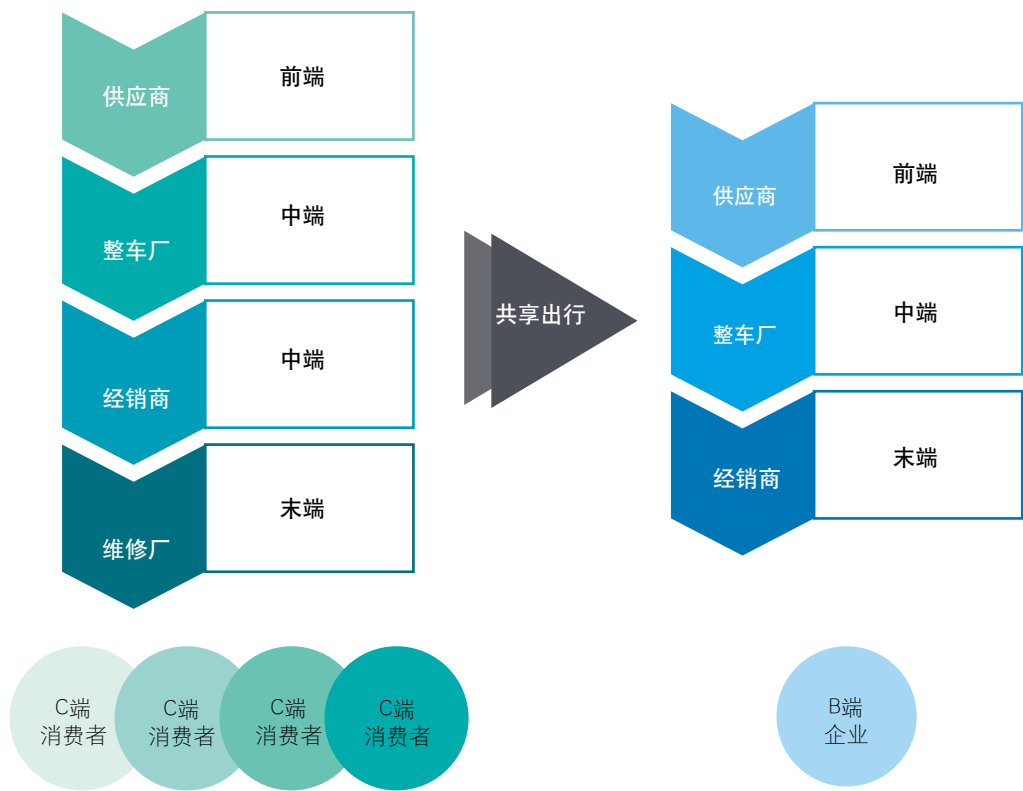 供应商
前端
整车厂
中端
经销商
中端
维修厂
末端
共享出行
供应商
前端
整车厂
中端
经销商
末端
C端
消费者
C端
消费者
C端
消费者
C端
消费者
B端
企业